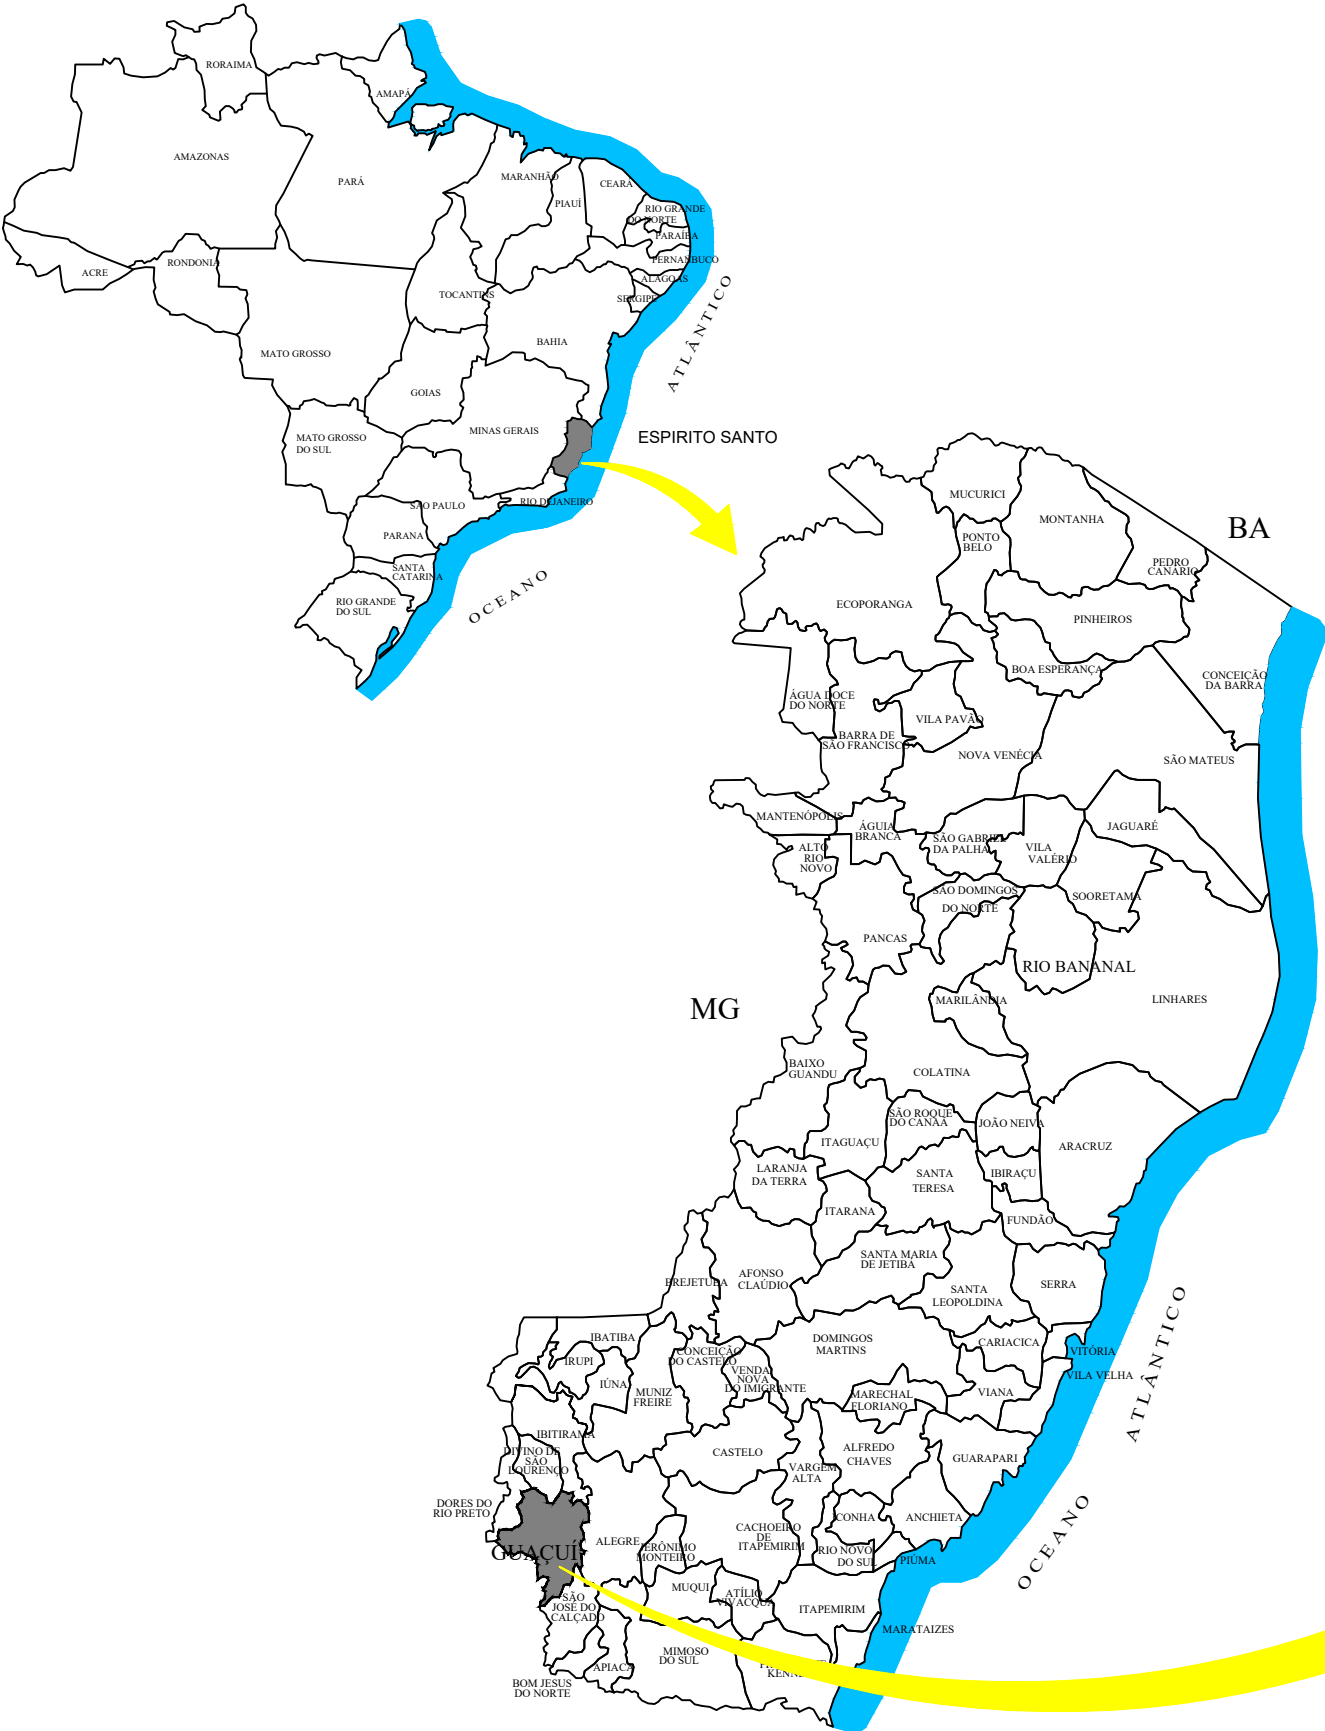 RORAIMA
AMAPÁ
AMAZONAS
PARÁ
MARANHÃO
CEARA
PIAUÍ
RIO GRANDE
DO NORTE
PARAÍBA
PERNANBUCO
ACRE
RONDONIA
ALAGOAS
SERGIPE
TOCANTINS
BAHIA
MATO GROSSO
GOIAS
MATO GROSSO
DO SUL
MINAS GERAIS
SAO PAULO
RIO DEJANEIRO
PARANA
SANTA
CATARINA
RIO GRANDE
DO SUL
OCEANO
ATLÂNTICO
ESPIRITO SANTO
BA
MG
MUCURICI
MONTANHA
PONTO
BELO
PEDRO
CANARIO
ECOPORANGA
PINHEIROS
BOA ESPERANÇA
CONCEIÇÃO
DA BARRA
ÁGUA DOCE
DO NORTE
VILA PAVÃO
BARRA DE
SÃO FRANCISCO
NOVA VENÉCIA
SÃO MATEUS
MANTENÓPOLIS
ÁGUIA
BRANCA
SÃO GABRIEL
DA PALHA
VILA
VALÉRIO
JAGUARÉ
ALTO
RIO
NOVO
SAO DOMINGOS
DO NORTE
SOORETAMA
PANCAS
RIO BANANAL
MARILÂNDIA
LINHARES
BAIXO
GUANDU
COLATINA
SÃO ROQUE
DO CANAA
JOÃO NEIVA
ITAGUAÇU
ARACRUZ
LARANJA
DA TERRA
SANTA
TERESA
IBIRAÇU
ITARANA
FUNDÃO
SANTA MARIA
DE JETIBÁ
BREJETUBA
AFONSO
CLAÚDIO
SANTA
LEOPOLDINA
SERRA
IBATIBA
DOMINGOS
MARTINS
CARIACICA
VITÓRIA
IRUPI
CONCEIÇÃO
DO CASTELO
VENDA
NOVA
DO IMIGRANTE
VILA VELHA
IÚNA
MUNIZ
FREIRE
MARECHAL
FLORIANO
VIANA
IBITIRAMA
CASTELO
ALFREDO
CHAVES
GUARAPARI
DIVINO DE
SÃO
LOURENÇO
VARGEM
ALTA
DORES DO
RIO PRETO
CONHA
ANCHIETA
CACHOEIRO
DE
ITAPEMIRIM
ALEGRE
JERÔNIMO
MONTEIRO
GUAÇUÍ
RIO NOVO
DO SUL
PIÚMA
MUQUI
ATÍLIO
VIVACQUA
SÃO
JOSÉ DO
CALÇADO
ITAPEMIRIM
MARATAIZES
MIMOSO
DO SUL
APIACÁ
BOM JESUS
DO NORTE
OCEANO
ATLÂNTICO